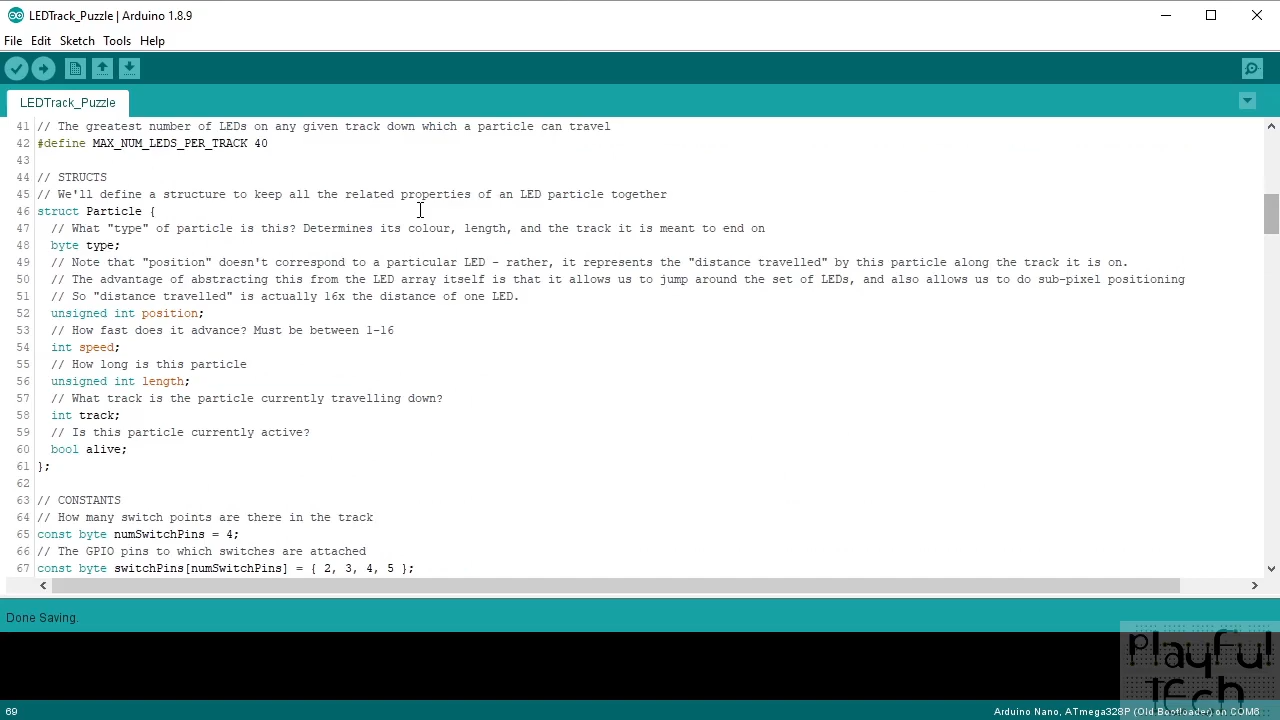 LEDTrack_Puzzle | Arduino 1.8.9
File Edit Sketch Tools Help
LEDTrack_Puzzle
41 // The greatest number of LEDs on any given track down which a particle can travel
42 #define MAX_NUM_LEDS_PER_TRACK 40
43
44 // STRUCTS
45 // We'll define a structure to keep all the related properties of an LED particle together
46 struct Particle {
47 // What "type" of particle is this? Determines its colour, length, and the track it is meant to end on
48 byte type;
49 // Note that "position" doesn't correspond to a particular LED - rather, it represents the "distance travelled" by this particle along the track it is on.
50 // The advantage of abstracting this from the LED array itself is that it allows us to jump around the set of LEDs, and also allows us to do sub-pixel positioning
51 // So "distance travelled" is actually 16x the distance of one LED.
52 unsigned int position;
53 // How fast does it advance? Must be between 1-16
54 int speed;
55 // How long is this particle
56 unsigned int length;
57 // What track is the particle currently travelling down?
58 int track;
59 // Is this particle currently active?
60 bool alive;
61 };
62
63 // CONSTANTS
64 // How many switch points are there in the track
65 const byte numSwitchPins = 4;
66 // The GPIO pins to which switches are attached
67 const byte switchPins[numSwitchPins] = { 2, 3, 4, 5 };
Done Saving.
Playful
Tech
69
Arduino Nano, ATmega328P (Old Bootloader) on COM6